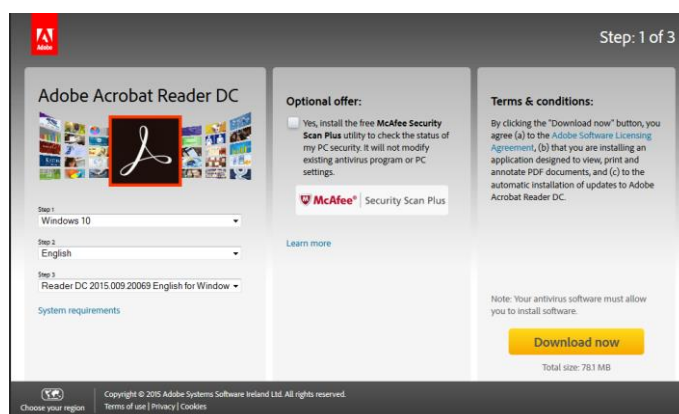 Adobe
Step: 1 of 3
Adobe Acrobat Reader DC
Step 1
Windows 10
Step 2
English
Step 3
Reader DC 2015.009.20069 English for Window
System requirements
Optional offer:
Yes, install the free McAfee Security
Scan Plus utility to check the status of
my PC security. It will not modify
existing antivirus program or PC
settings.
McAfee® Security Scan Plus
Learn more
Terms & conditions:
By clicking the "Download now" button, you
agree (a) to the Adobe Software Licensing
Agreement, (b) that you are installing an
application designed to view, print and
annotate PDF documents, and (c) to the
automatic installation of updates to Adobe
Acrobat Reader DC.
Note: Your antivirus software must allow
you to install software.
Download now
Total size: 78.1 MB
Choose your region
Copyright © 2015 Adobe Systems Software Ireland Ltd. All rights reserved.
Terms of use | Privacy | Cookies